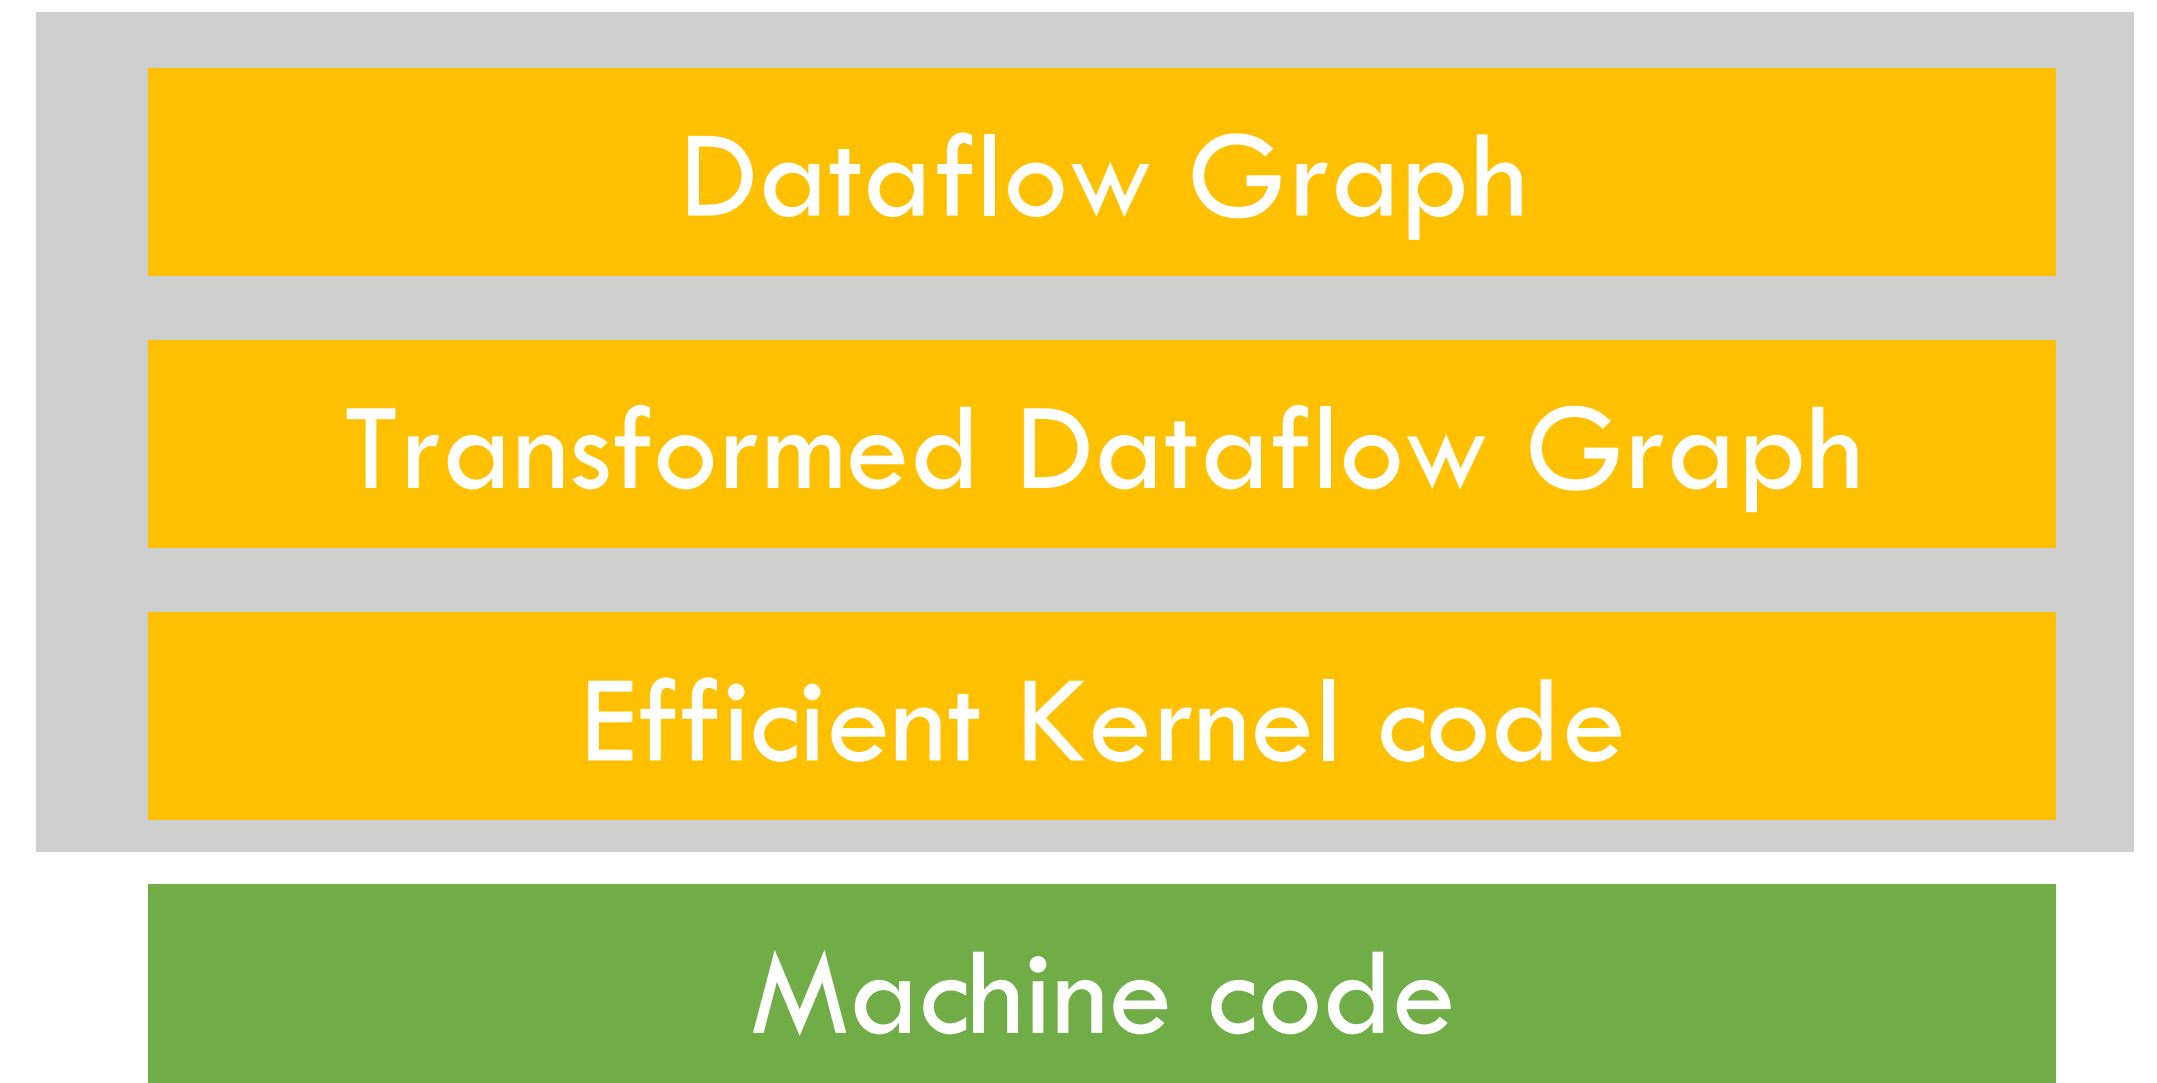 Dataflow Graph
Transformed Dataflow Graph
Efficient Kernel code
Machine code